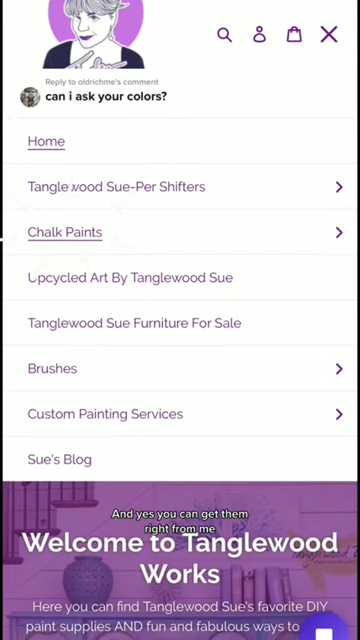 Reply to oldrichme's comment
can i ask your colors?
Home
Tanglewood Sue-Per Shifters
Chalk Paints
Upcycled Art By Tanglewood Sue
Tanglewood Sue Furniture For Sale
Brushes
Custom Painting Services
Sue's Blog
And yes you can get them
right from me
Welcome to Tanglewood
Works
Here you can find Tanglewood Sue's favorite DIY
paint supplies AND fun and fabulous ways to